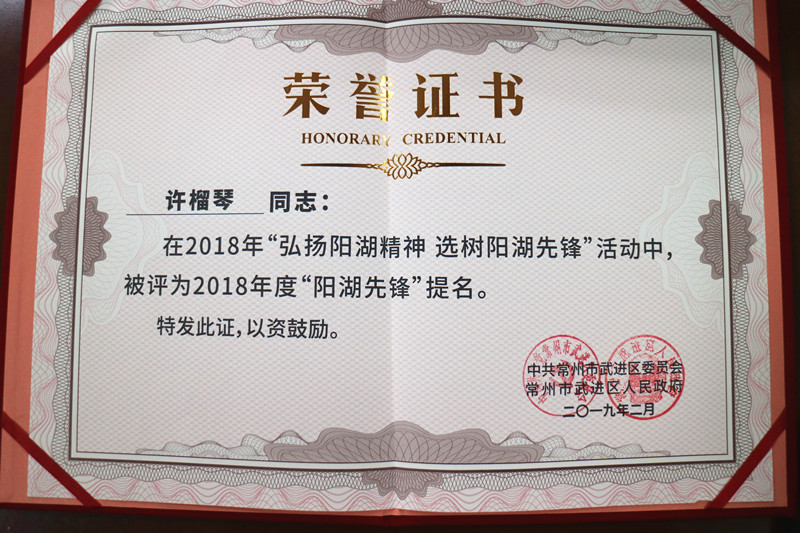 荣誉证书
HONORARY CREDENTIAL
许榴琴 同志：
在2018年“弘扬阳湖精神 选树阳湖先锋”活动中，
被评为2018年度“阳湖先锋”提名。
特发此证，以资鼓励。
中共常州市武进区委员会
常州市武进区人民政府
二〇一九年二月